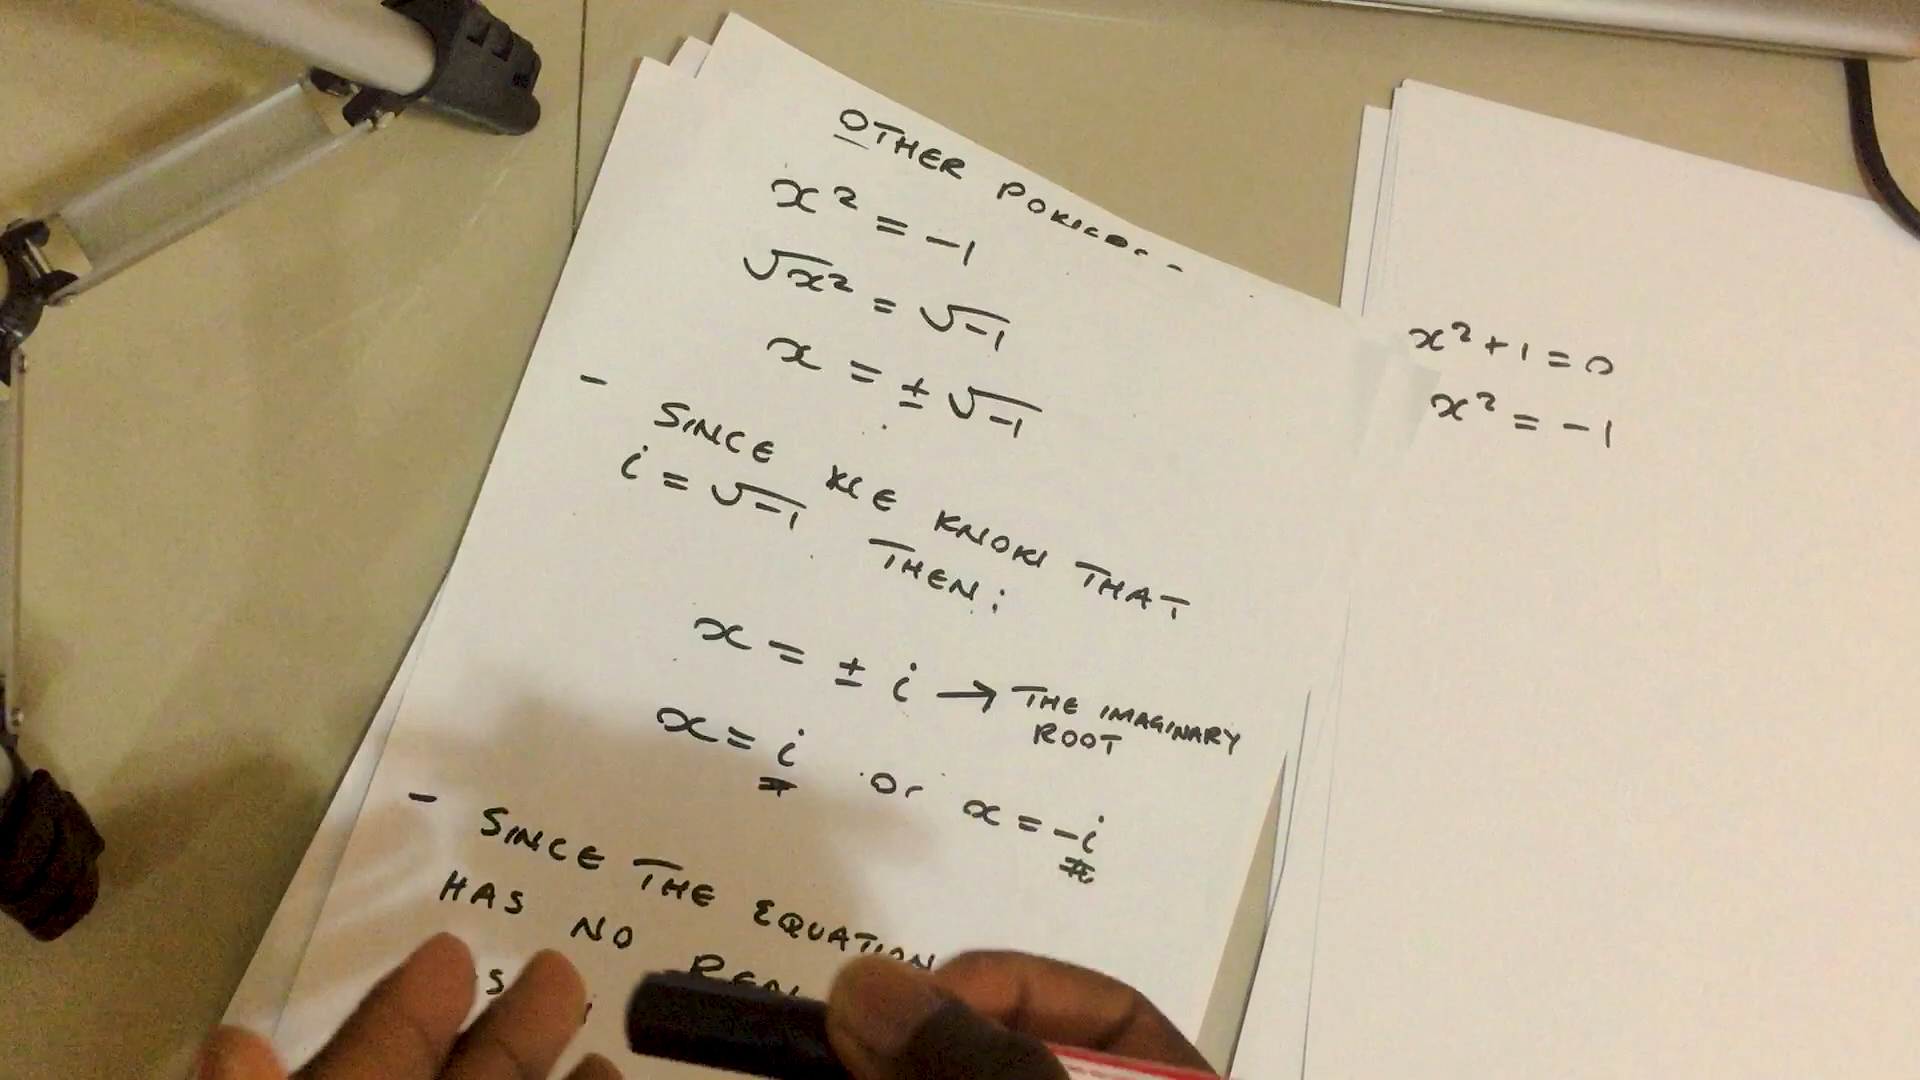 OTHER
x² = -1
√x² = √-1
x = ± √-1
- SINCE WE KNOW THAT
i = √-1 THEN:
x = ± i → THE IMAGINARY
ROOT
x = i or x = -i
- SINCE THE EQUATION
HAS NO
x² + 1 = 0
x² = -1